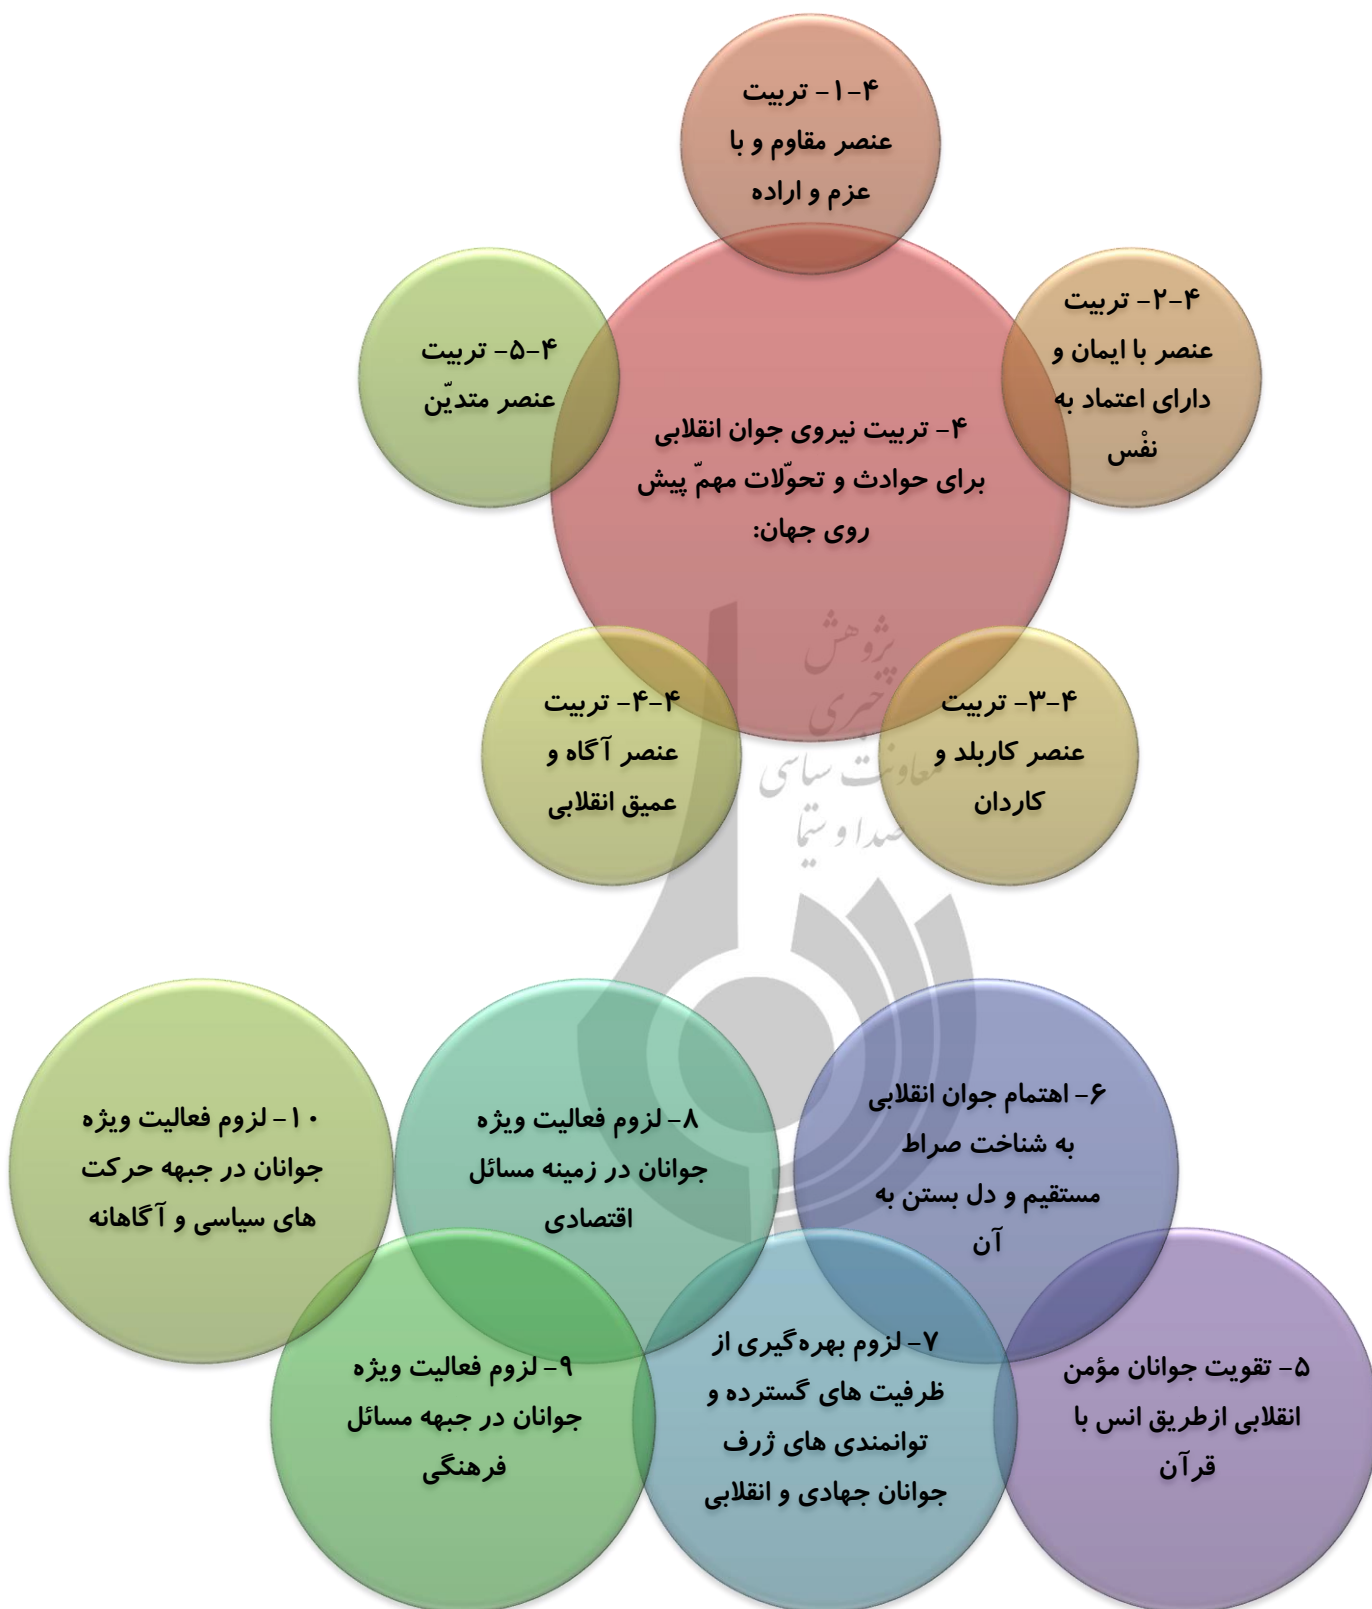 ۴-۱- تربیت
عنصر مقاوم و با
عزم و اراده
۴-۲- تربیت
عنصر با ایمان و
دارای اعتماد به
نفْس
۴-۵- تربیت
عنصر متدیّن
۴- تربیت نیروی جوان انقلابی
برای حوادث و تحوّلات مهمّ پیش
روی جهان:
۴-۳- تربیت
عنصر کاربلد و
کاردان
۴-۴- تربیت
عنصر آگاه و
عمیق انقلابی
پژوهش
خبری
معاونت سیاسی
صدا و سیما
۶- اهتمام جوان انقلابی
به شناخت صراط
مستقیم و دل بستن به
آن
۸- لزوم فعالیت ویژه
جوانان در زمینه مسائل
اقتصادی
۱۰- لزوم فعالیت ویژه
جوانان در جبهه حرکت
های سیاسی و آگاهانه
۵- تقویت جوانان مؤمن
انقلابی ازطریق انس با
قرآن
۷- لزوم بهره‌گیری از
ظرفیت های گسترده و
توانمندی های ژرف
جوانان جهادی و انقلابی
۹- لزوم فعالیت ویژه
جوانان در جبهه مسائل
فرهنگی